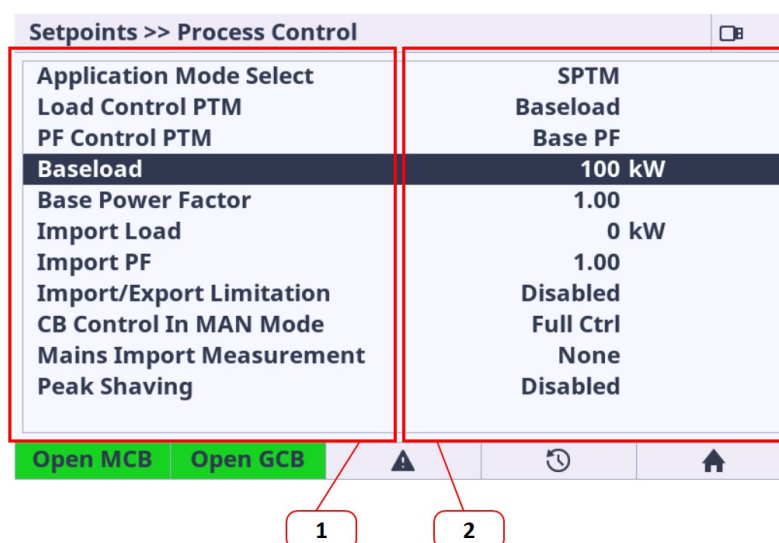 Setpoints >> Process Control
Application Mode Select SPTM
Load Control PTM Baseload
PF Control PTM Base PF
Baseload 100 kW
Base Power Factor 1.00
Import Load 0 kW
Import PF 1.00
Import/Export Limitation Disabled
CB Control In MAN Mode Full Ctrl
Mains Import Measurement None
Peak Shaving Disabled
Open MCB Open GCB
1 2